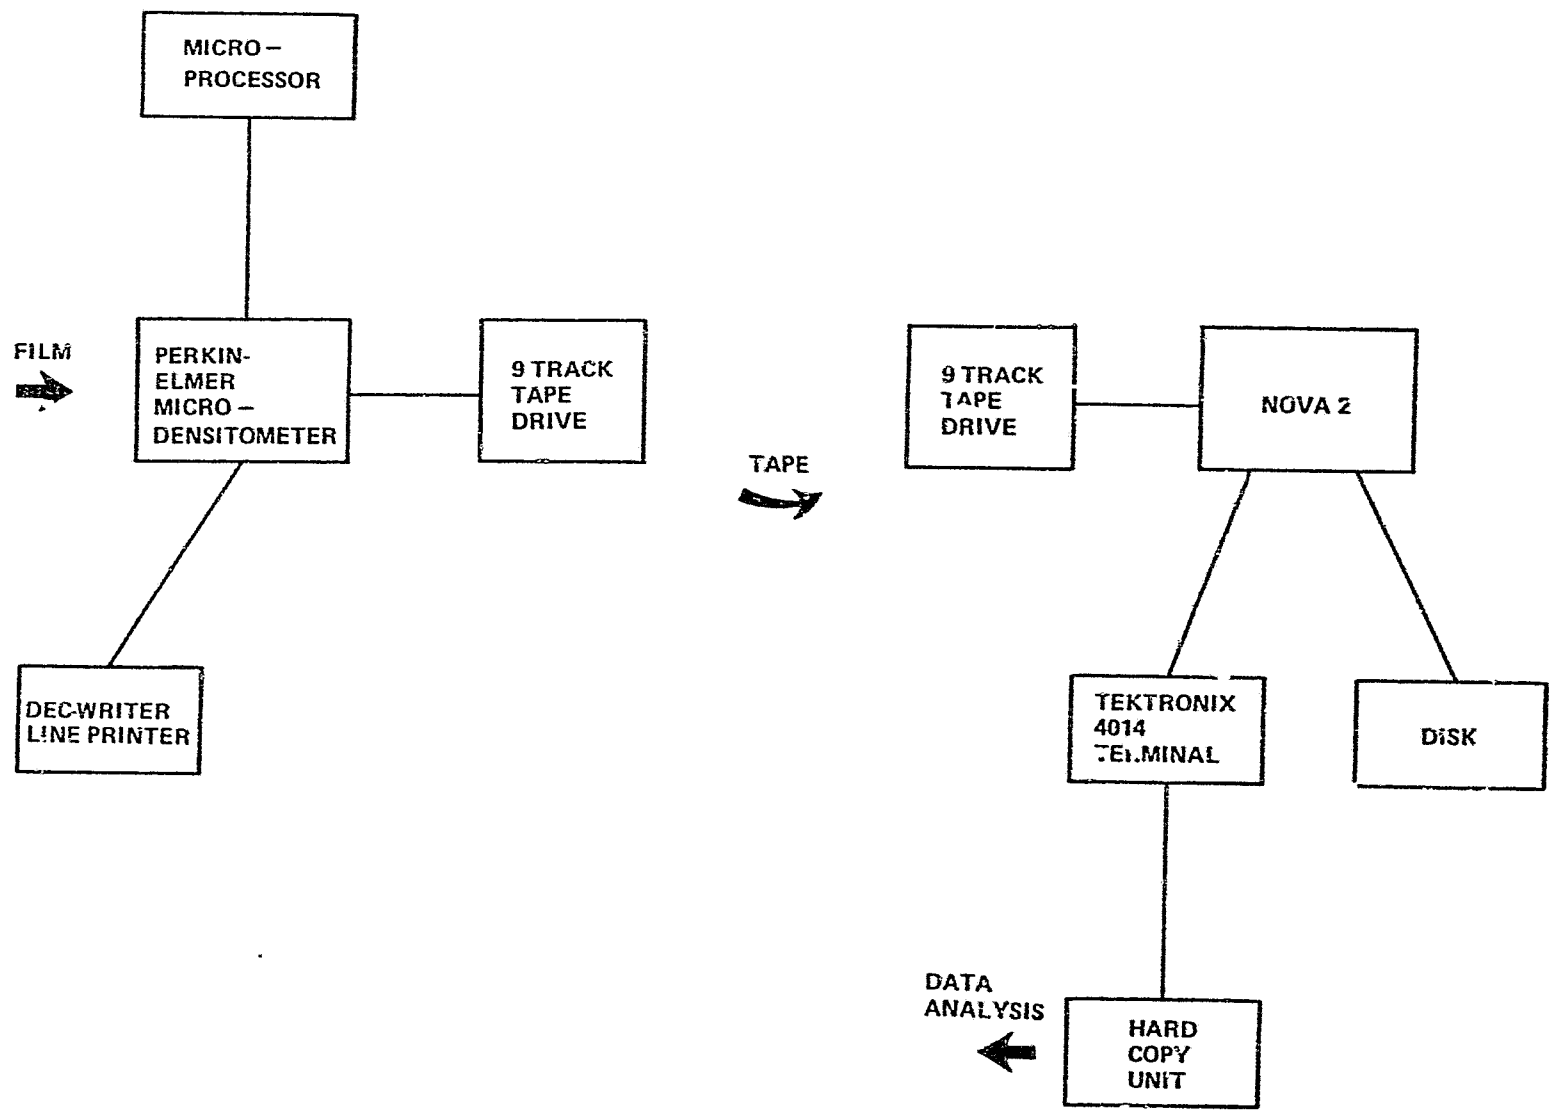 MICRO –
PROCESSOR
FILM
PERKIN-
ELMER
MICRO –
DENSITOMETER
9 TRACK
TAPE
DRIVE
DEC-WRITER
LINE PRINTER
TAPE
9 TRACK
TAPE
DRIVE
NOVA 2
TEKTRONIX
4014
TERMINAL
DISK
DATA
ANALYSIS
HARD
COPY
UNIT